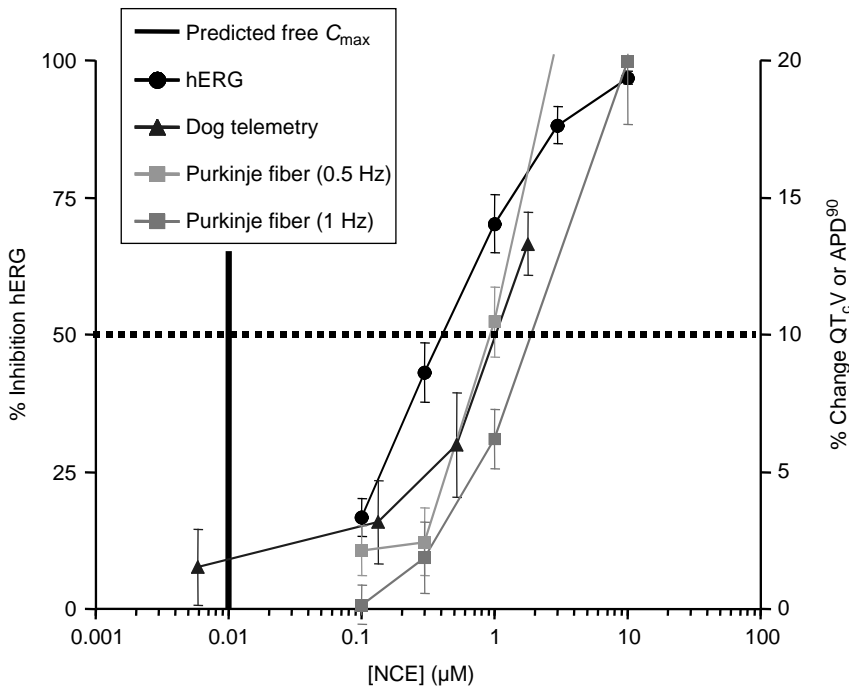 Predicted free Cmax
hERG
Dog telemetry
Purkinje fiber (0.5 Hz)
Purkinje fiber (1 Hz)
100
75
50
25
0
% Inhibition hERG
20
15
10
5
0
% Change QTcV or APD90
0.001
0.01
0.1
1
10
100
[NCE] (µM)